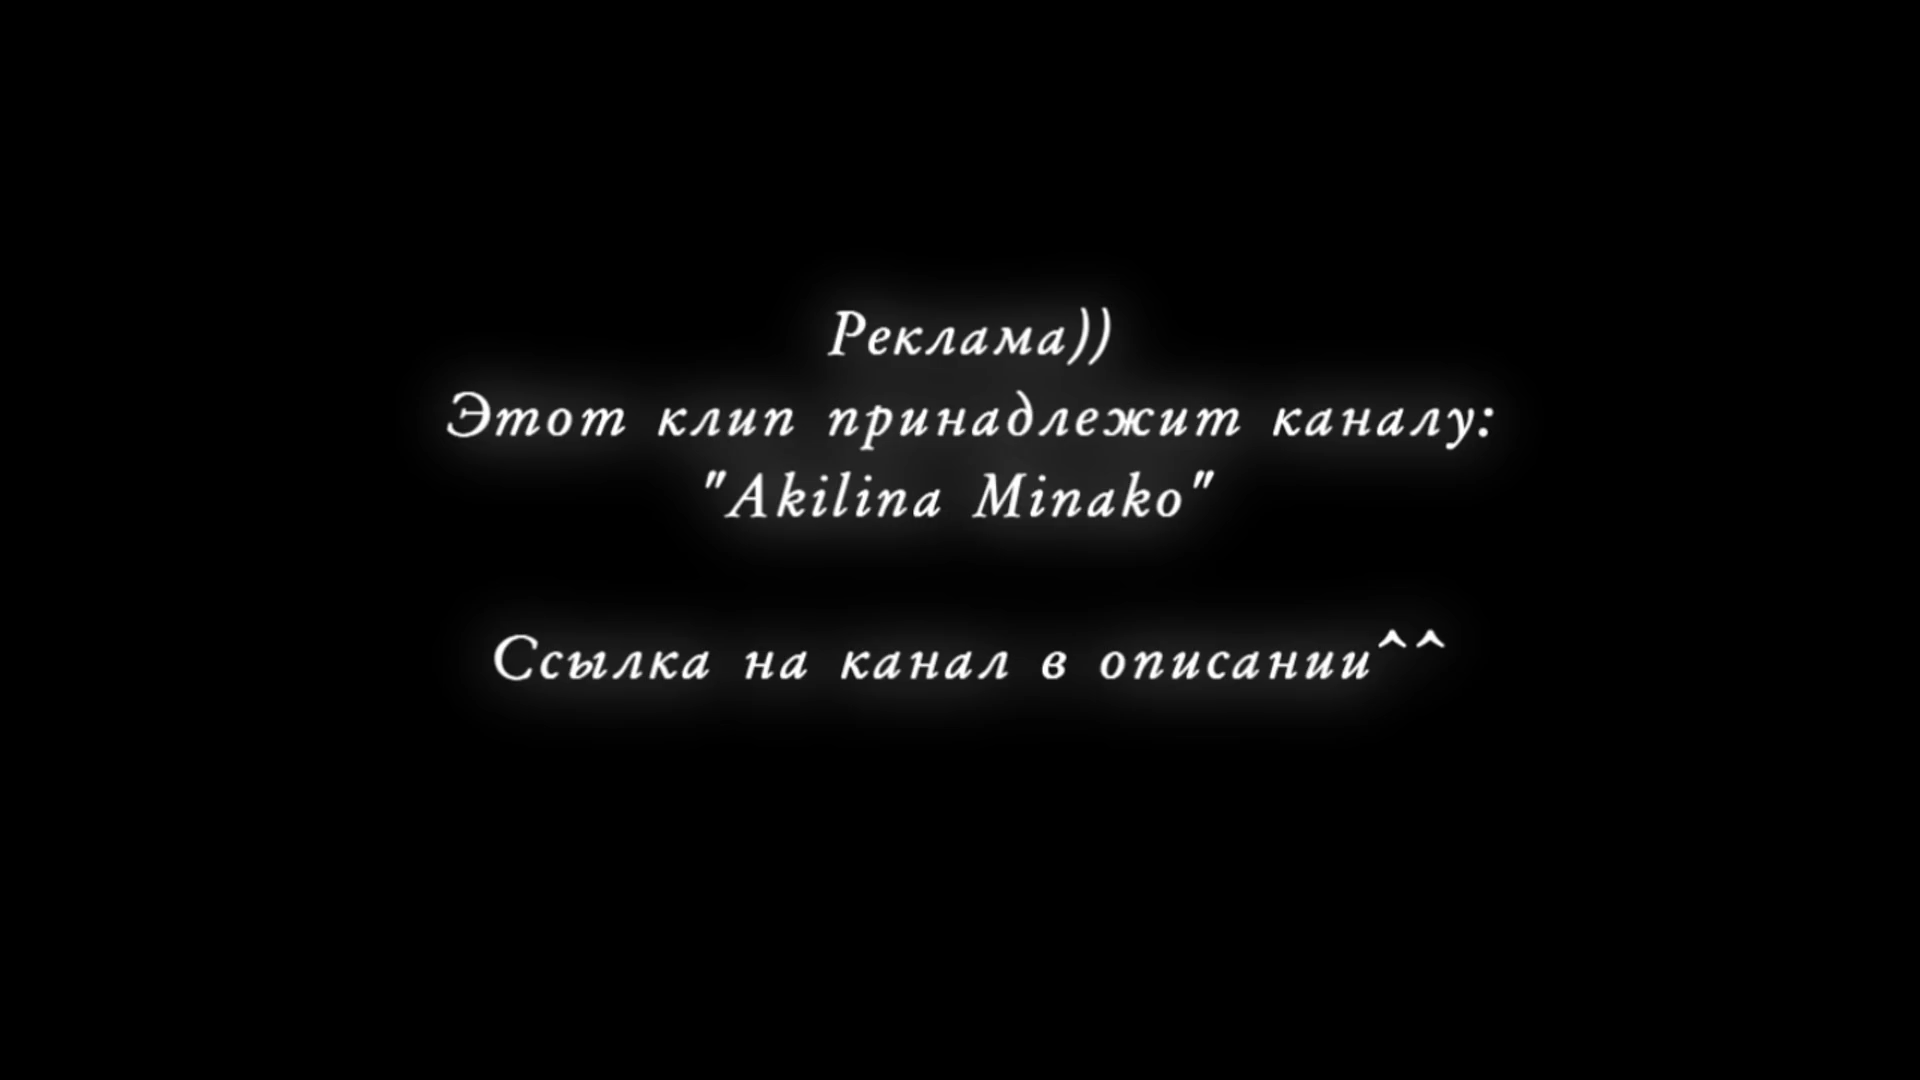 Реклама))
Этот клип принадлежит каналу:
"Akilina Minako"
Ссылка на канал в описании^^